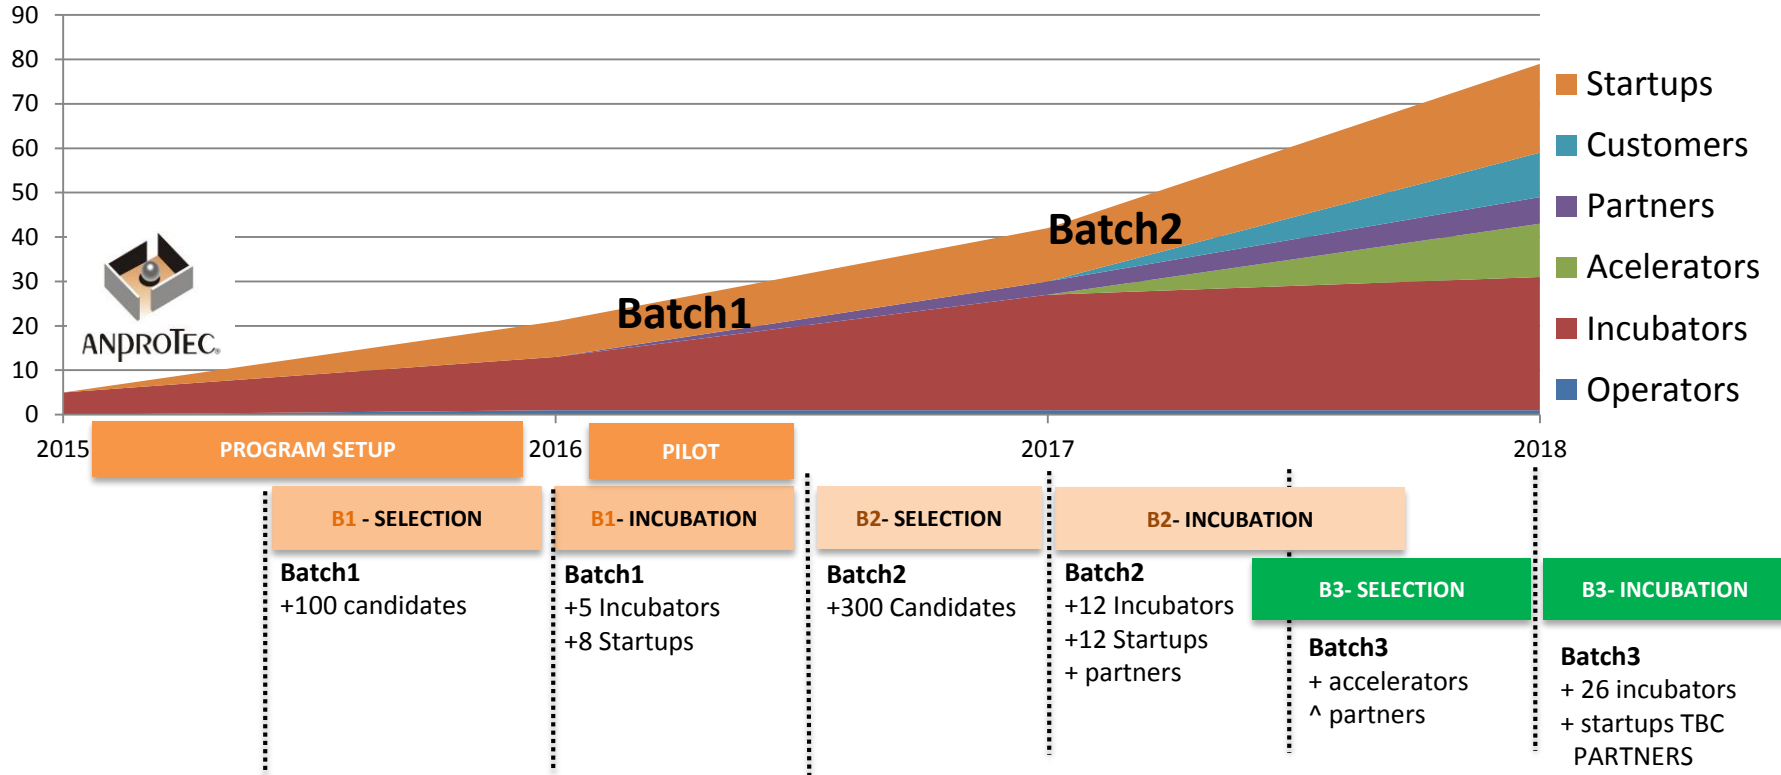 90
80
70
60
50
40
30
20
10
0
Startups
Customers
Partners
Acelerators
Incubators
Operators
ANPROTEC®
Batch1
Batch2
2015
2016
2017
2018
PROGRAM SETUP
PILOT
B1 - SELECTION
B1- INCUBATION
B2- SELECTION
B2- INCUBATION
B3- SELECTION
B3- INCUBATION
Batch1
+100 candidates
Batch1
+5 Incubators
+8 Startups
Batch2
+300 Candidates
Batch2
+12 Incubators
+12 Startups
+ partners
Batch3
+ accelerators
^ partners
Batch3
+ 26 incubators
+ startups TBC
PARTNERS